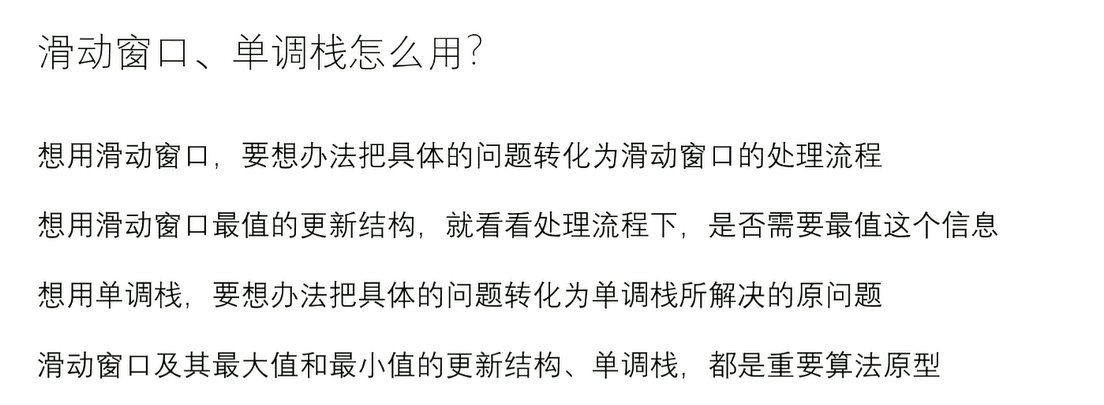 滑动窗口、单调栈怎么用?
想用滑动窗口，要想办法把具体的问题转化为滑动窗口的处理流程
想用滑动窗口最值的更新结构，就看看处理流程下，是否需要最值这个信息
想用单调栈，要想办法把具体的问题转化为单调栈所解决的原问题
滑动窗口及其最大值和最小值的更新结构、单调栈，都是重要算法原型